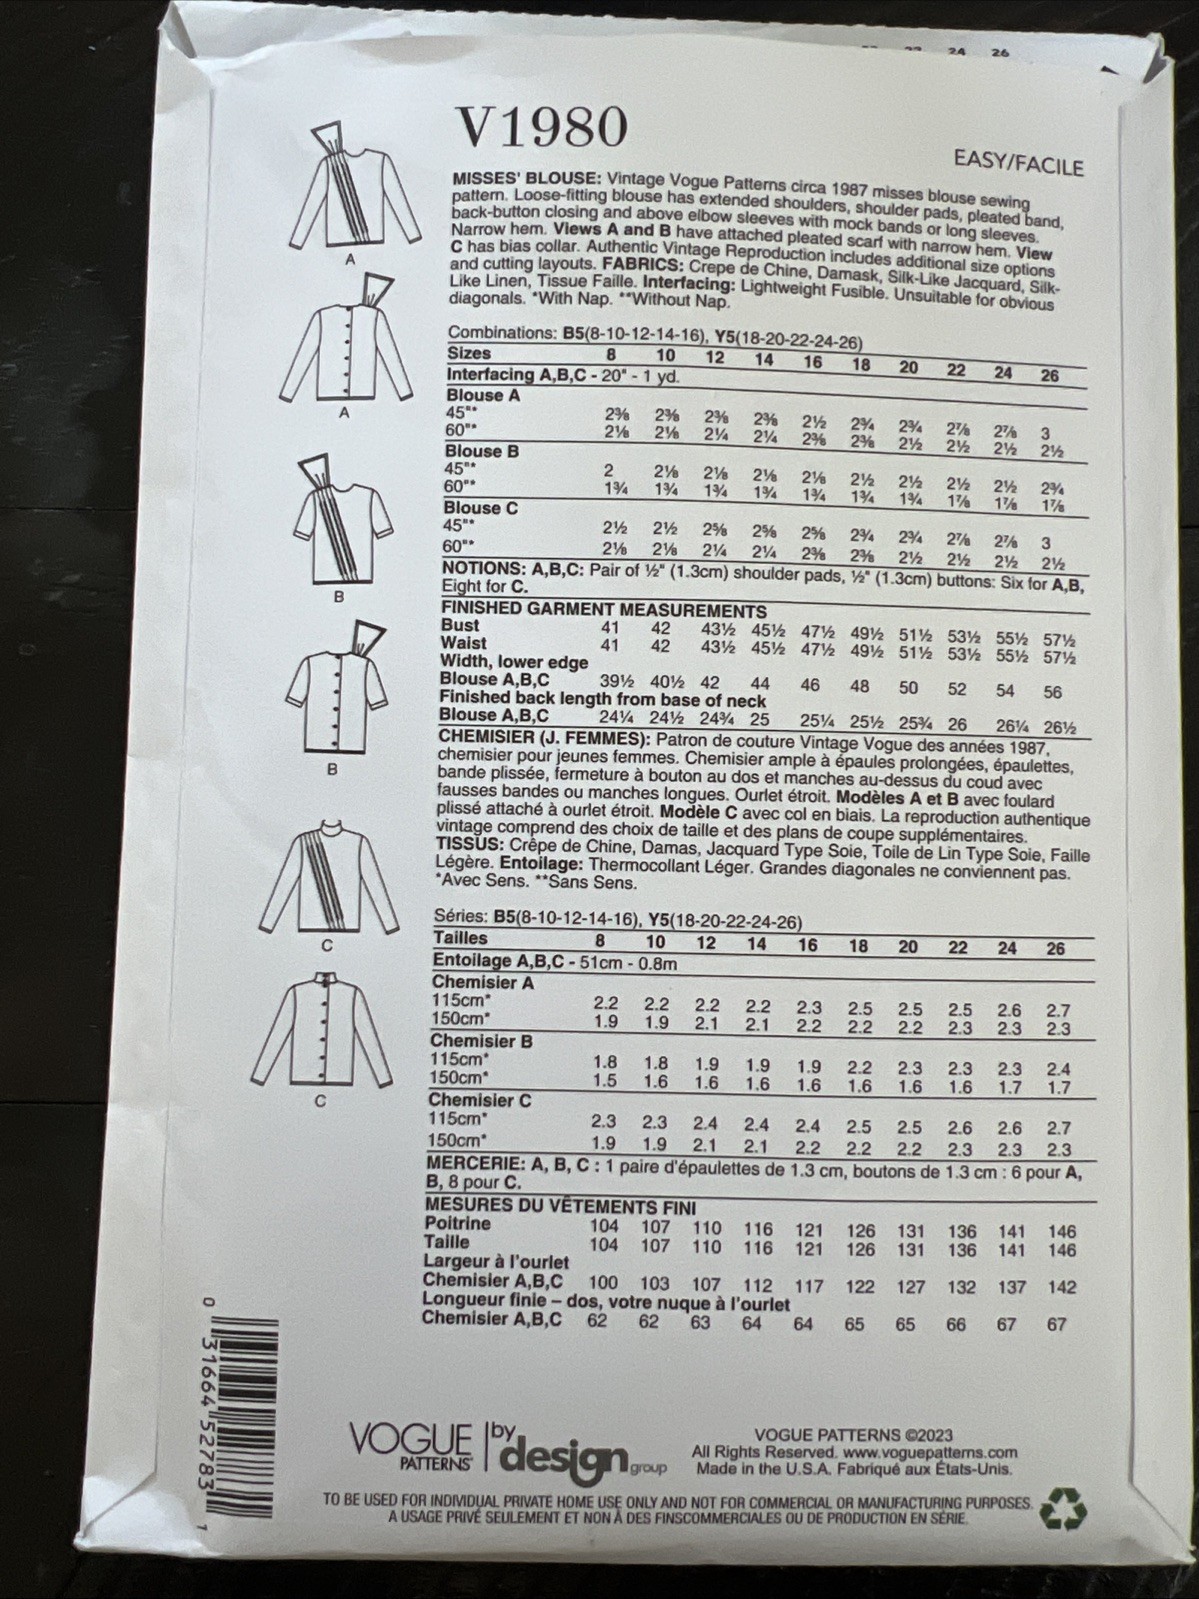 24 26
V1980
EASY/FACILE
MISSES' BLOUSE: Vintage Vogue Patterns circa 1987 misses blouse sewing
pattern. Loose-fitting blouse has extended shoulders, shoulder pads, pleated band,
back-button closing and above elbow sleeves with mock bands or long sleeves.
Narrow hem. Views A and B have attached pleated scarf with narrow hem. View
C has bias collar. Authentic Vintage Reproduction includes additional size options
and cutting layouts. FABRICS: Crepe de Chine, Damask, Silk-Like Jacquard, Silk-
Like Linen, Tissue Faille. Interfacing: Lightweight Fusible. Unsuitable for obvious
diagonals. *With Nap. **Without Nap.
Combinations: B5(8-10-12-14-16), Y5(18-20-22-24-26)
Sizes 8 10 12 14 16 18 20 22 24 26
Interfacing A,B,C - 20" - 1 yd.
Blouse A
45"* 2⅜ 2⅜ 2⅜ 2⅜ 2½ 2¾ 2¾ 2⅞ 2⅞ 3
60"* 2⅛ 2⅛ 2¼ 2¼ 2⅜ 2⅜ 2½ 2½ 2½ 2½
Blouse B
45"* 2 2⅛ 2⅛ 2⅛ 2⅛ 2½ 2½ 2½ 2½ 2¾
60"* 1¾ 1¾ 1¾ 1¾ 1¾ 1¾ 1¾ 1⅞ 1⅞ 1⅞
Blouse C
45"* 2½ 2½ 2⅝ 2⅝ 2⅝ 2¾ 2¾ 2⅞ 2⅞ 3
60"* 2⅛ 2⅛ 2¼ 2¼ 2⅜ 2⅜ 2½ 2½ 2½ 2½
NOTIONS: A,B,C: Pair of ½" (1.3cm) shoulder pads, ½" (1.3cm) buttons: Six for A,B,
Eight for C.
FINISHED GARMENT MEASUREMENTS
Bust 41 42 43½ 45½ 47½ 49½ 51½ 53½ 55½ 57½
Waist 41 42 43½ 45½ 47½ 49½ 51½ 53½ 55½ 57½
Width, lower edge
Blouse A,B,C 39½ 40½ 42 44 46 48 50 52 54 56
Finished back length from base of neck
Blouse A,B,C 24¼ 24½ 24¾ 25 25¼ 25½ 25¾ 26 26¼ 26½
CHEMISIER (J. FEMMES): Patron de couture Vintage Vogue des années 1987,
chemisier pour jeunes femmes. Chemisier ample à épaules prolongées, épaulettes,
bande plissée, fermeture à bouton au dos et manches au-dessus du coud avec
fausses bandes ou manches longues. Ourlet étroit. Modèles A et B avec foulard
plissé attaché à ourlet étroit. Modèle C avec col en biais. La reproduction authentique
vintage comprend des choix de taille et des plans de coupe supplémentaires.
TISSUS: Crêpe de Chine, Damas, Jacquard Type Soie, Toile de Lin Type Soie, Faille
Légère. Entoilage: Thermocollant Léger. Grandes diagonales ne conviennent pas.
*Avec Sens. **Sans Sens.
Séries: B5(8-10-12-14-16), Y5(18-20-22-24-26)
Tailles 8 10 12 14 16 18 20 22 24 26
Entoilage A,B,C - 51cm - 0.8m
Chemisier A
115cm* 2.2 2.2 2.2 2.2 2.3 2.5 2.5 2.5 2.6 2.7
150cm* 1.9 1.9 2.1 2.1 2.2 2.2 2.2 2.3 2.3 2.3
Chemisier B
115cm* 1.8 1.8 1.9 1.9 1.9 2.2 2.3 2.3 2.3 2.4
150cm* 1.5 1.6 1.6 1.6 1.6 1.6 1.6 1.6 1.7 1.7
Chemisier C
115cm* 2.3 2.3 2.4 2.4 2.4 2.5 2.5 2.6 2.6 2.7
150cm* 1.9 1.9 2.1 2.1 2.2 2.2 2.2 2.3 2.3 2.3
MERCERIE: A, B, C : 1 paire d'épaulettes de 1.3 cm, boutons de 1.3 cm : 6 pour A,
B, 8 pour C.
MESURES DU VÊTEMENTS FINI
Poitrine 104 107 110 116 121 126 131 136 141 146
Taille 104 107 110 116 121 126 131 136 141 146
Largeur à l'ourlet
Chemisier A,B,C 100 103 107 112 117 122 127 132 137 142
Longueur finie – dos, votre nuque à l'ourlet
Chemisier A,B,C 62 62 63 64 64 65 65 66 67 67
A
A
B
B
C
C
0 31664 52783 1
VOGUE PATTERNS
by design group
VOGUE PATTERNS ©2023
All Rights Reserved. www.voguepatterns.com
Made in the U.S.A. Fabriqué aux États-Unis.
TO BE USED FOR INDIVIDUAL PRIVATE HOME USE ONLY AND NOT FOR COMMERCIAL OR MANUFACTURING PURPOSES.
A USAGE PRIVÉ SEULEMENT ET NON À DES FINSCOMMERCIALES OU DE PRODUCTION EN SÉRIE.